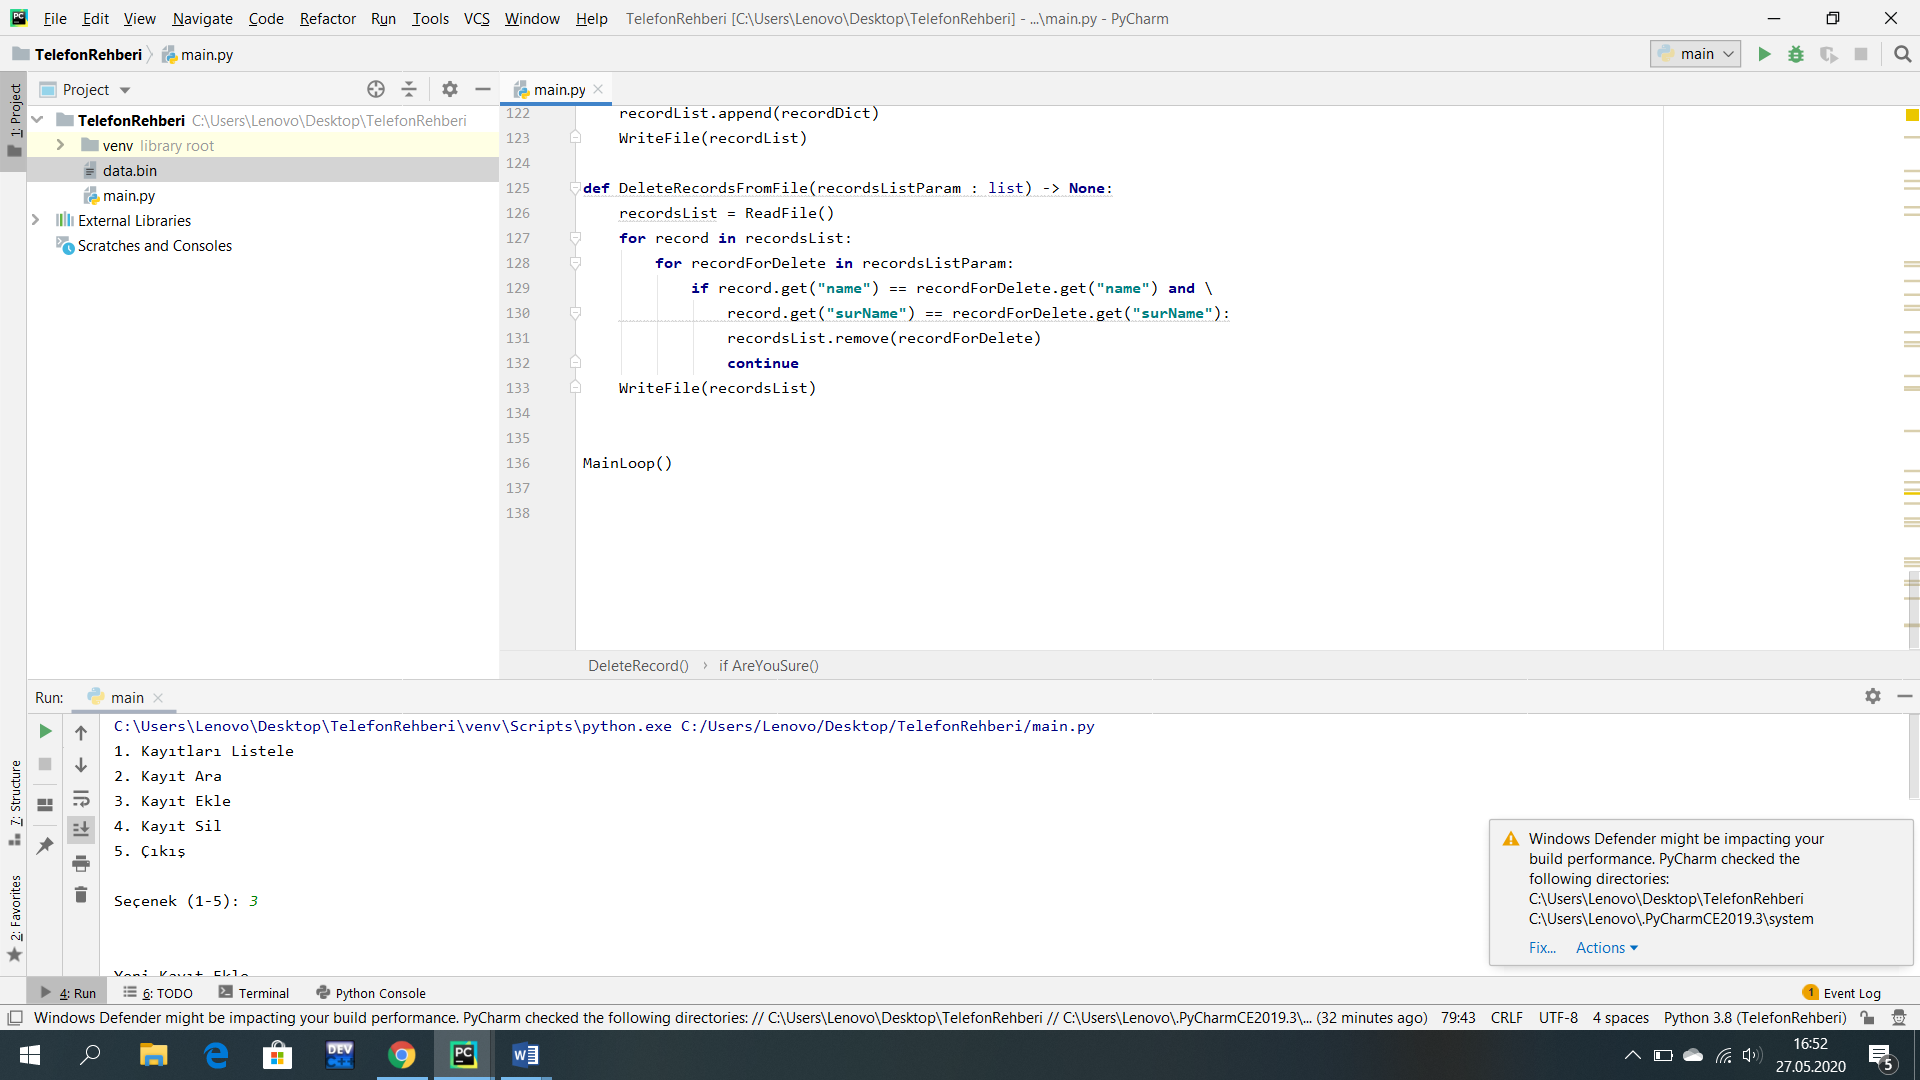 File Edit View Navigate Code Refactor Run Tools VCS Window Help TelefonRehberi [C:\Users\Lenovo\Desktop\TelefonRehberi] - ...\main.py - PyCharm
TelefonRehberi main.py
main
1: Project
Project
main.py
TelefonRehberi C:\Users\Lenovo\Desktop\TelefonRehberi
venv library root
data.bin
main.py
External Libraries
Scratches and Consoles
122 recordList.append(recordDict)
123 WriteFile(recordList)
124
125 def DeleteRecordsFromFile(recordsListParam : list) -> None:
126 recordsList = ReadFile()
127 for record in recordsList:
128 for recordForDelete in recordsListParam:
129 if record.get("name") == recordForDelete.get("name") and \
130 record.get("surName") == recordForDelete.get("surName"):
131 recordsList.remove(recordForDelete)
132 continue
133 WriteFile(recordsList)
134
135
136 MainLoop()
137
138
DeleteRecord() › if AreYouSure()
Run: main
C:\Users\Lenovo\Desktop\TelefonRehberi\venv\Scripts\python.exe C:/Users/Lenovo/Desktop/TelefonRehberi/main.py
1. Kayıtları Listele
2. Kayıt Ara
3. Kayıt Ekle
4. Kayıt Sil
5. Çıkış
Seçenek (1-5): 3
Yeni Kayıt Ekle
7: Structure
2: Favorites
Windows Defender might be impacting your
build performance. PyCharm checked the
following directories:
C:\Users\Lenovo\Desktop\TelefonRehberi
C:\Users\Lenovo\.PyCharmCE2019.3\system
Fix... Actions
4: Run 6: TODO Terminal Python Console
1 Event Log
Windows Defender might be impacting your build performance. PyCharm checked the following directories: // C:\Users\Lenovo\Desktop\TelefonRehberi // C:\Users\Lenovo\.PyCharmCE2019.3\... (32 minutes ago) 79:43 CRLF UTF-8 4 spaces Python 3.8 (TelefonRehberi)
DEV C++
PC
W
16:52
27.05.2020
5